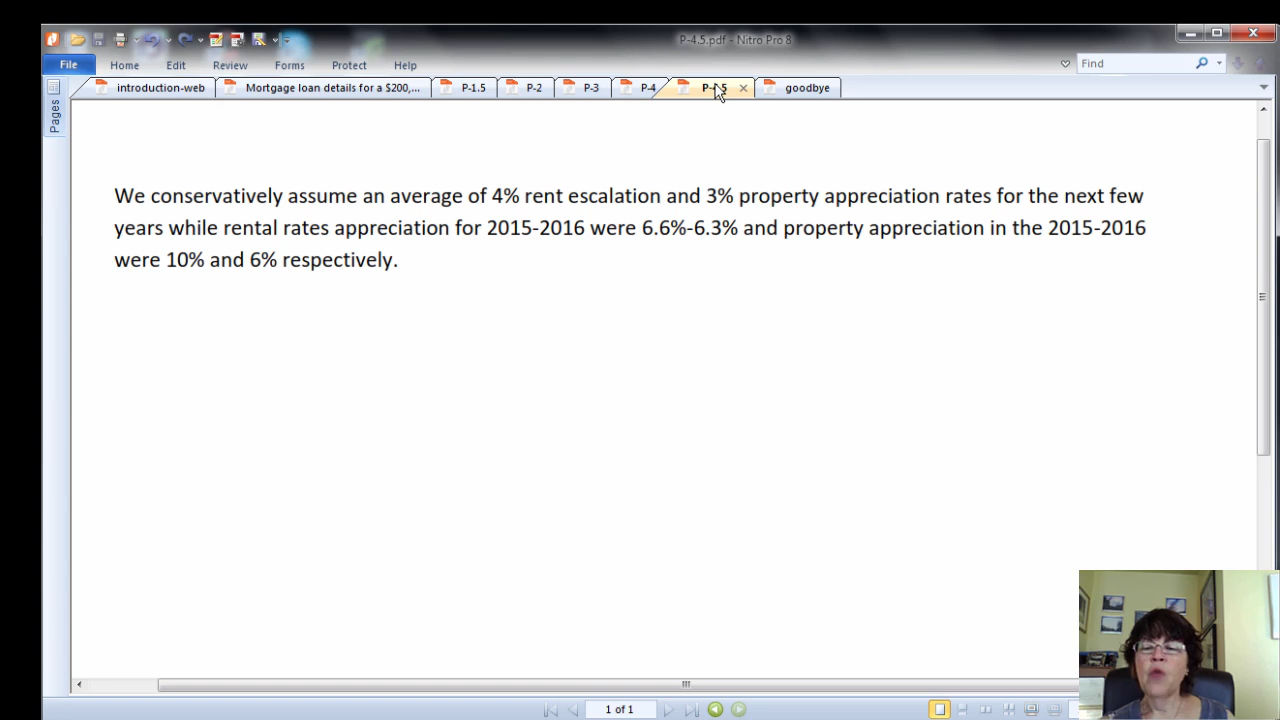 P-4.5.pdf - Nitro Pro 8
File Home Edit Review Forms Protect Help Find
introduction-web Mortgage loan details for a $200,... P-1.5 P-2 P-3 P-4 P-4.5 goodbye
Pages
We conservatively assume an average of 4% rent escalation and 3% property appreciation rates for the next few
years while rental rates appreciation for 2015-2016 were 6.6%-6.3% and property appreciation in the 2015-2016
were 10% and 6% respectively.
1 of 1